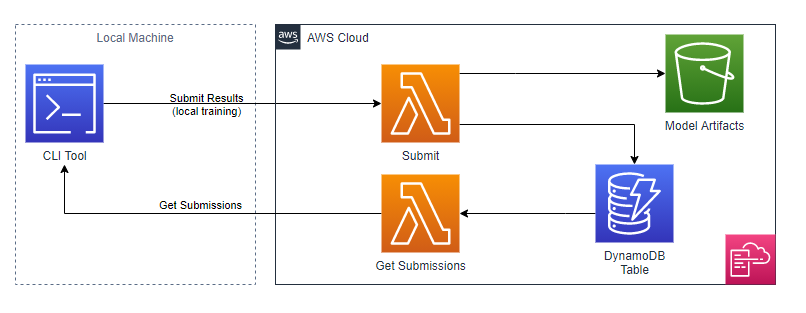 Local Machine
aws
AWS Cloud
Submit Results
(local training)
CLI Tool
Submit
Model Artifacts
Get Submissions
Get Submissions
DynamoDB
Table